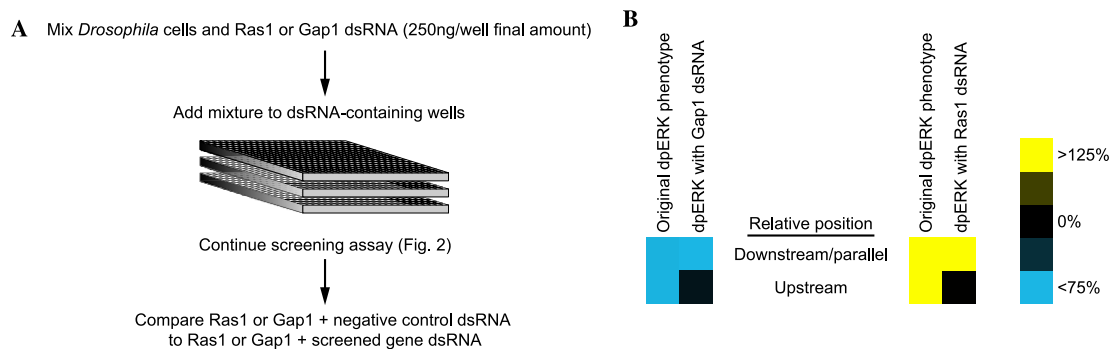 A
Mix Drosophila cells and Ras1 or Gap1 dsRNA (250ng/well final amount)
Add mixture to dsRNA-containing wells
Continue screening assay (Fig. 2)
Compare Ras1 or Gap1 + negative control dsRNA
to Ras1 or Gap1 + screened gene dsRNA
B
Original dpERK phenotype
dpERK with Gap1 dsRNA
Relative position
Downstream/parallel
Upstream
Original dpERK phenotype
dpERK with Ras1 dsRNA
>125%
0%
<75%